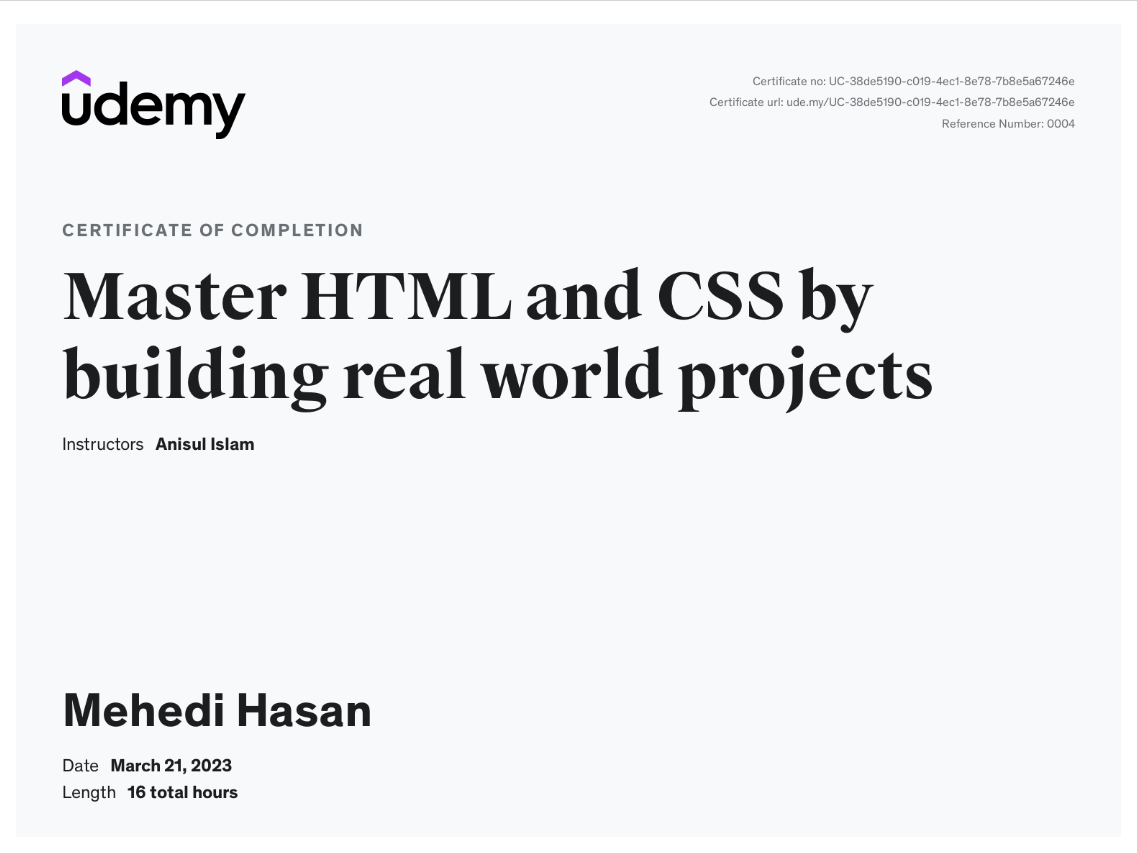 udemy
Certificate no: UC-38de5190-c019-4ec1-8e78-7b8e5a67246e
Certificate url: ude.my/UC-38de5190-c019-4ec1-8e78-7b8e5a67246e
Reference Number: 0004
CERTIFICATE OF COMPLETION
Master HTML and CSS by
building real world projects
Instructors Anisul Islam
Mehedi Hasan
Date March 21, 2023
Length 16 total hours